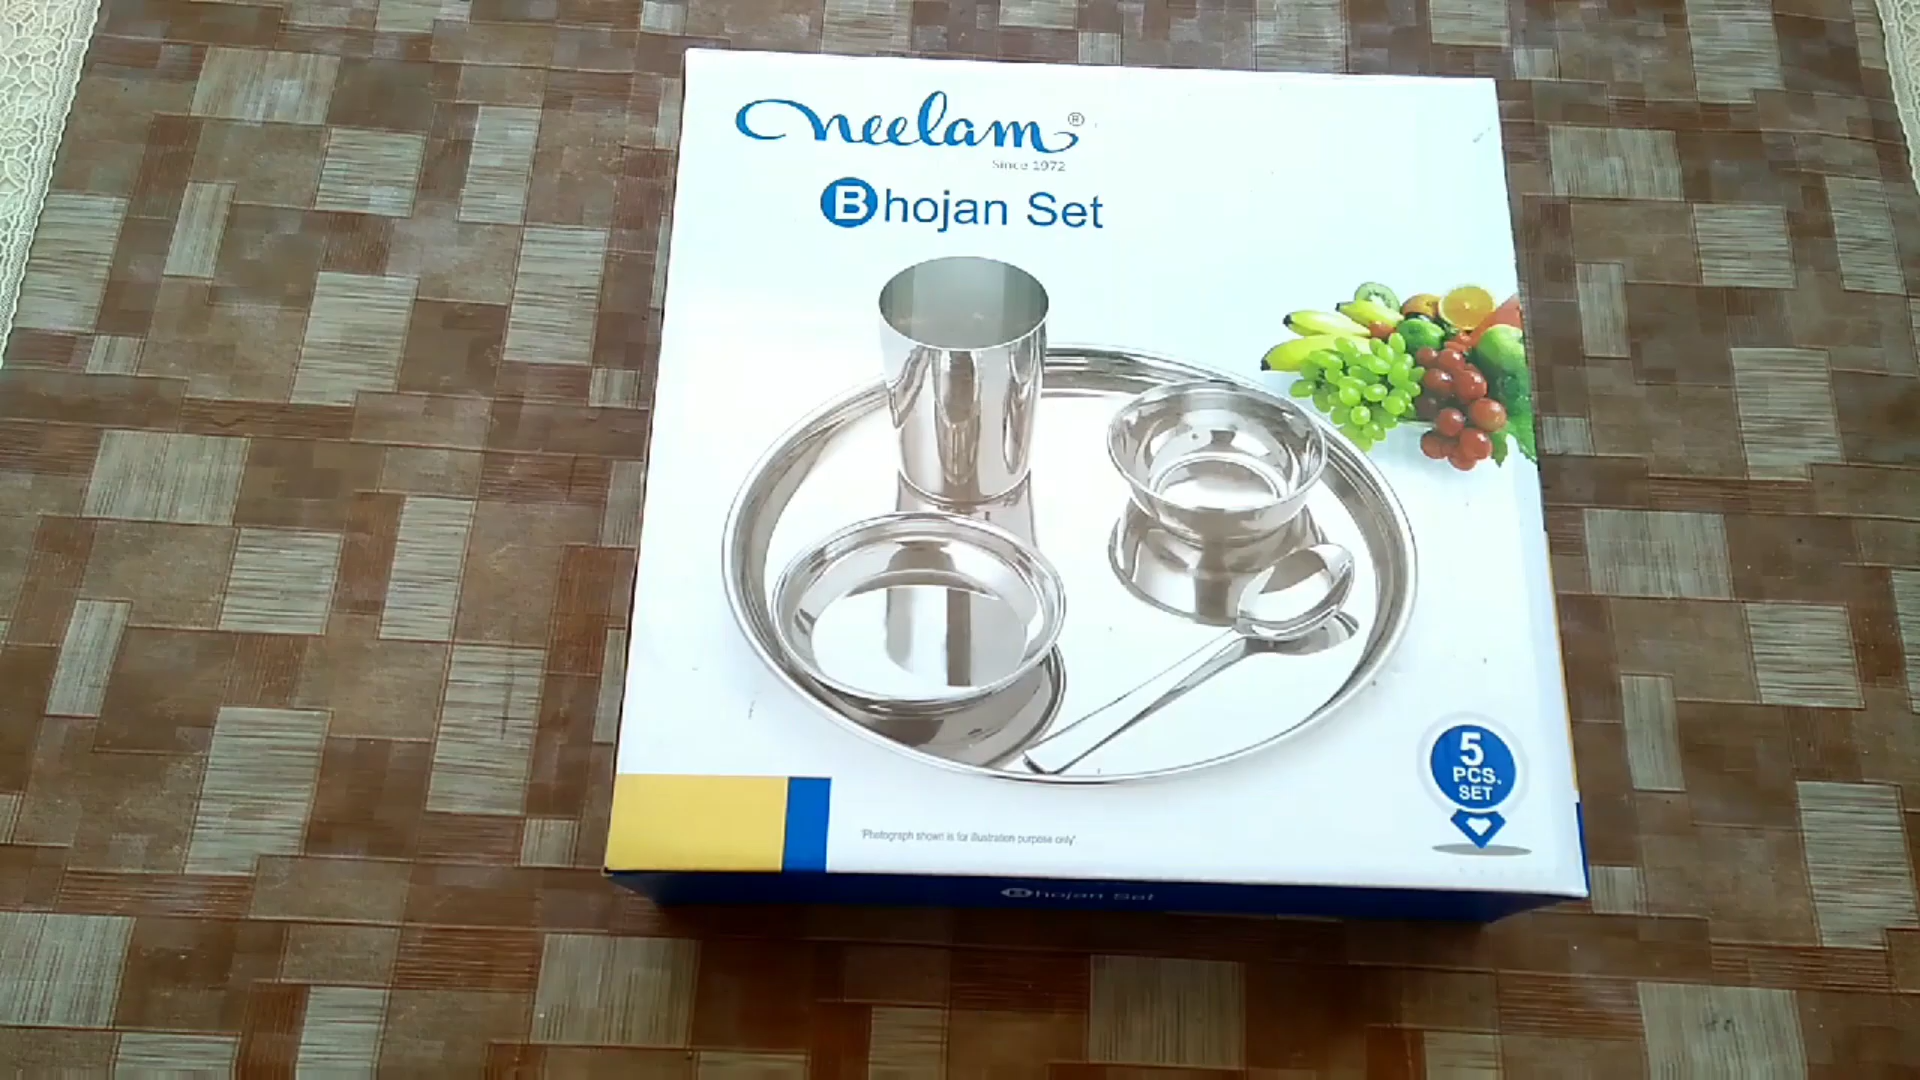 neelam®
Since 1972
Bhojan Set
5
PCS.
SET
'Photograph shown is for illustration purpose only'
Bhojan Set